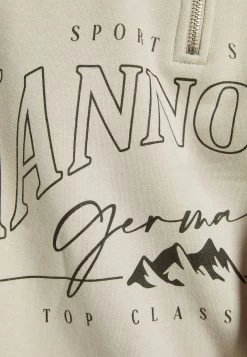 SPORT S
ANNO
germa
TOP CLASS